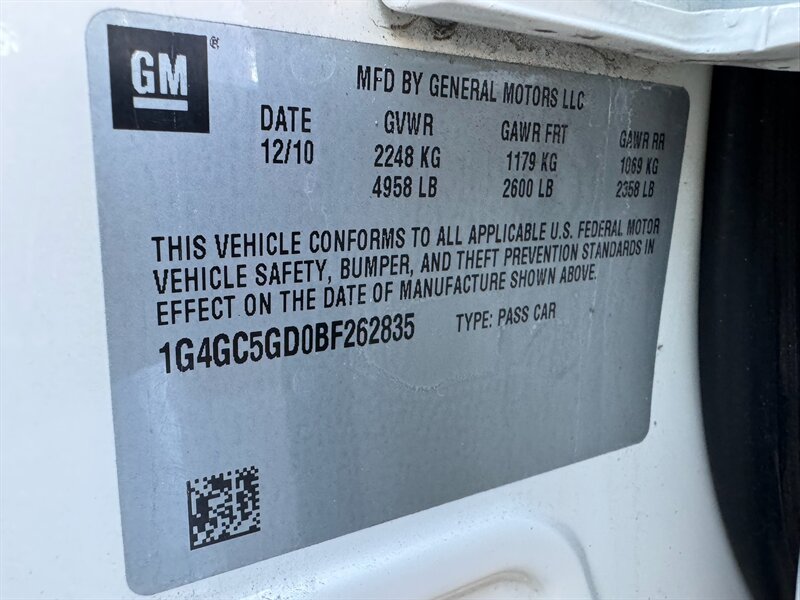 GM
MFD BY GENERAL MOTORS LLC
DATE GVWR GAWR FRT GAWR RR
12/10 2248 KG 1179 KG 1069 KG
4958 LB 2600 LB 2358 LB
THIS VEHICLE CONFORMS TO ALL APPLICABLE U.S. FEDERAL MOTOR
VEHICLE SAFETY, BUMPER, AND THEFT PREVENTION STANDARDS IN
EFFECT ON THE DATE OF MANUFACTURE SHOWN ABOVE.
1G4GC5GD0BF262835 TYPE: PASS CAR